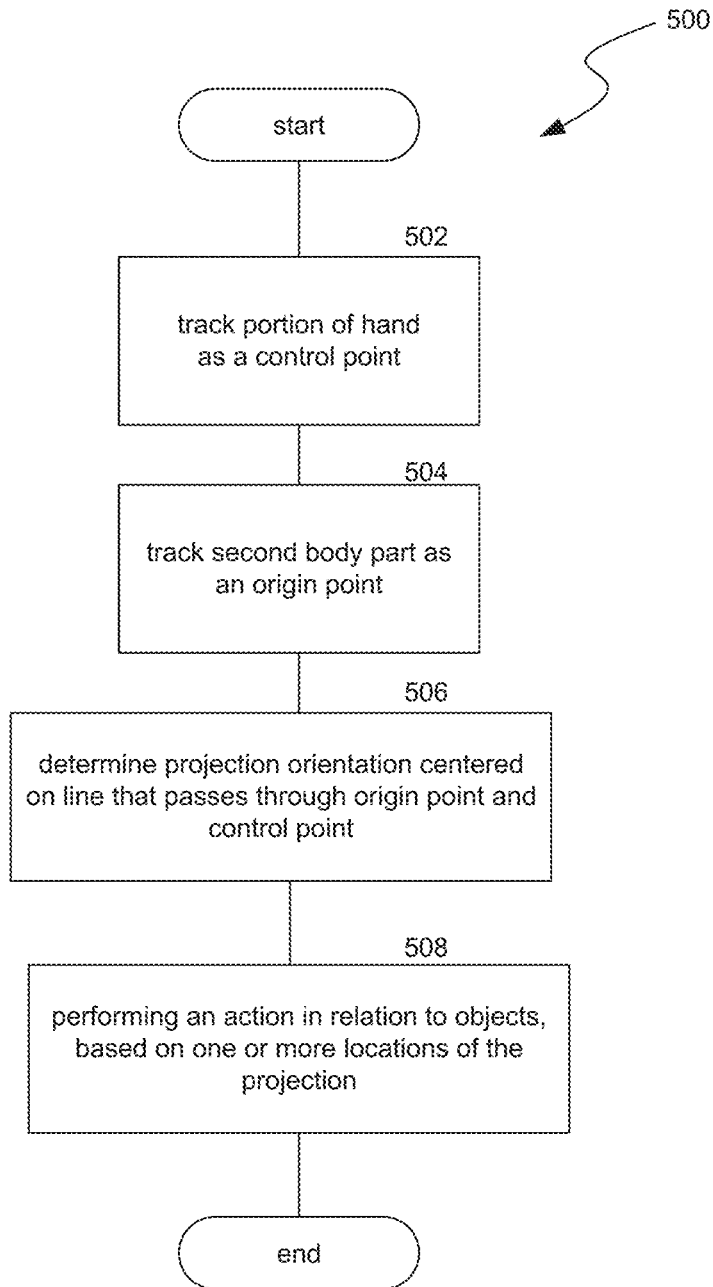 500
start
502
track portion of hand
as a control point
504
track second body part as
an origin point
506
determine projection orientation centered
on line that passes through origin point and
control point
508
performing an action in relation to objects,
based on one or more locations of the
projection
end